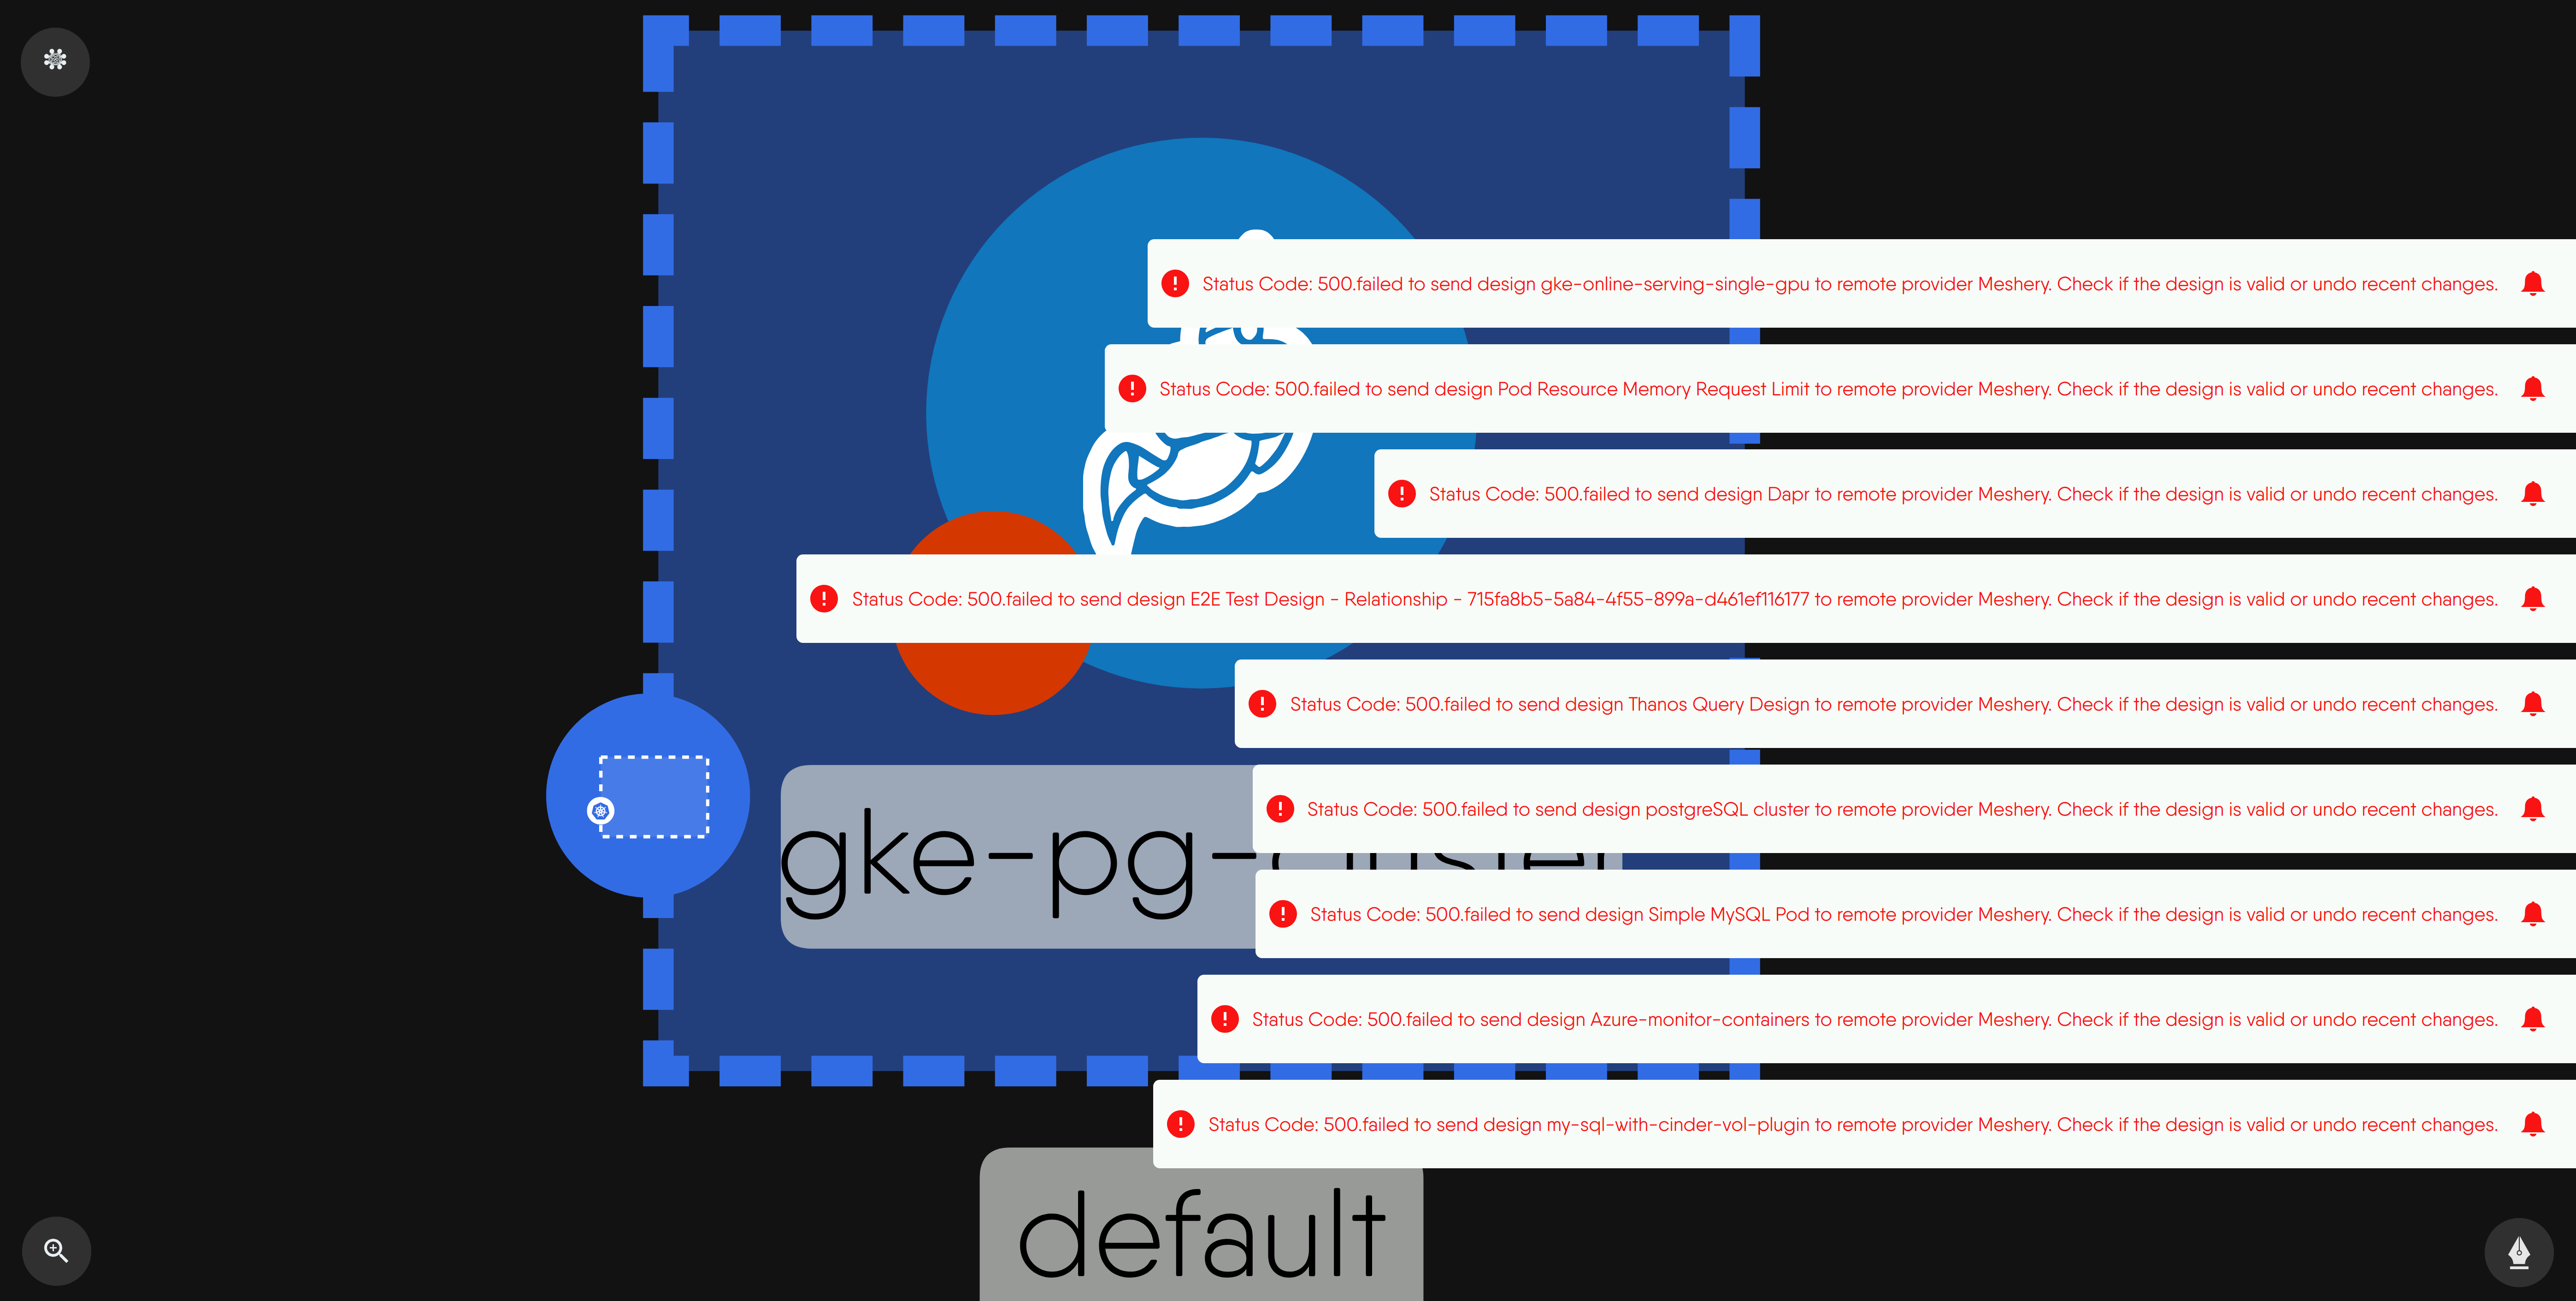 Status Code: 500.failed to send design gke-online-serving-single-gpu to remote provider Meshery. Check if the design is valid or undo recent changes.
Status Code: 500.failed to send design Pod Resource Memory Request Limit to remote provider Meshery. Check if the design is valid or undo recent changes.
Status Code: 500.failed to send design Dapr to remote provider Meshery. Check if the design is valid or undo recent changes.
Status Code: 500.failed to send design E2E Test Design - Relationship - 715fa8b5-5a84-4f55-899a-d461ef116177 to remote provider Meshery. Check if the design is valid or undo recent changes.
Status Code: 500.failed to send design Thanos Query Design to remote provider Meshery. Check if the design is valid or undo recent changes.
Status Code: 500.failed to send design postgreSQL cluster to remote provider Meshery. Check if the design is valid or undo recent changes.
gke-pg-cluster
Status Code: 500.failed to send design Simple MySQL Pod to remote provider Meshery. Check if the design is valid or undo recent changes.
Status Code: 500.failed to send design Azure-monitor-containers to remote provider Meshery. Check if the design is valid or undo recent changes.
Status Code: 500.failed to send design my-sql-with-cinder-vol-plugin to remote provider Meshery. Check if the design is valid or undo recent changes.
default